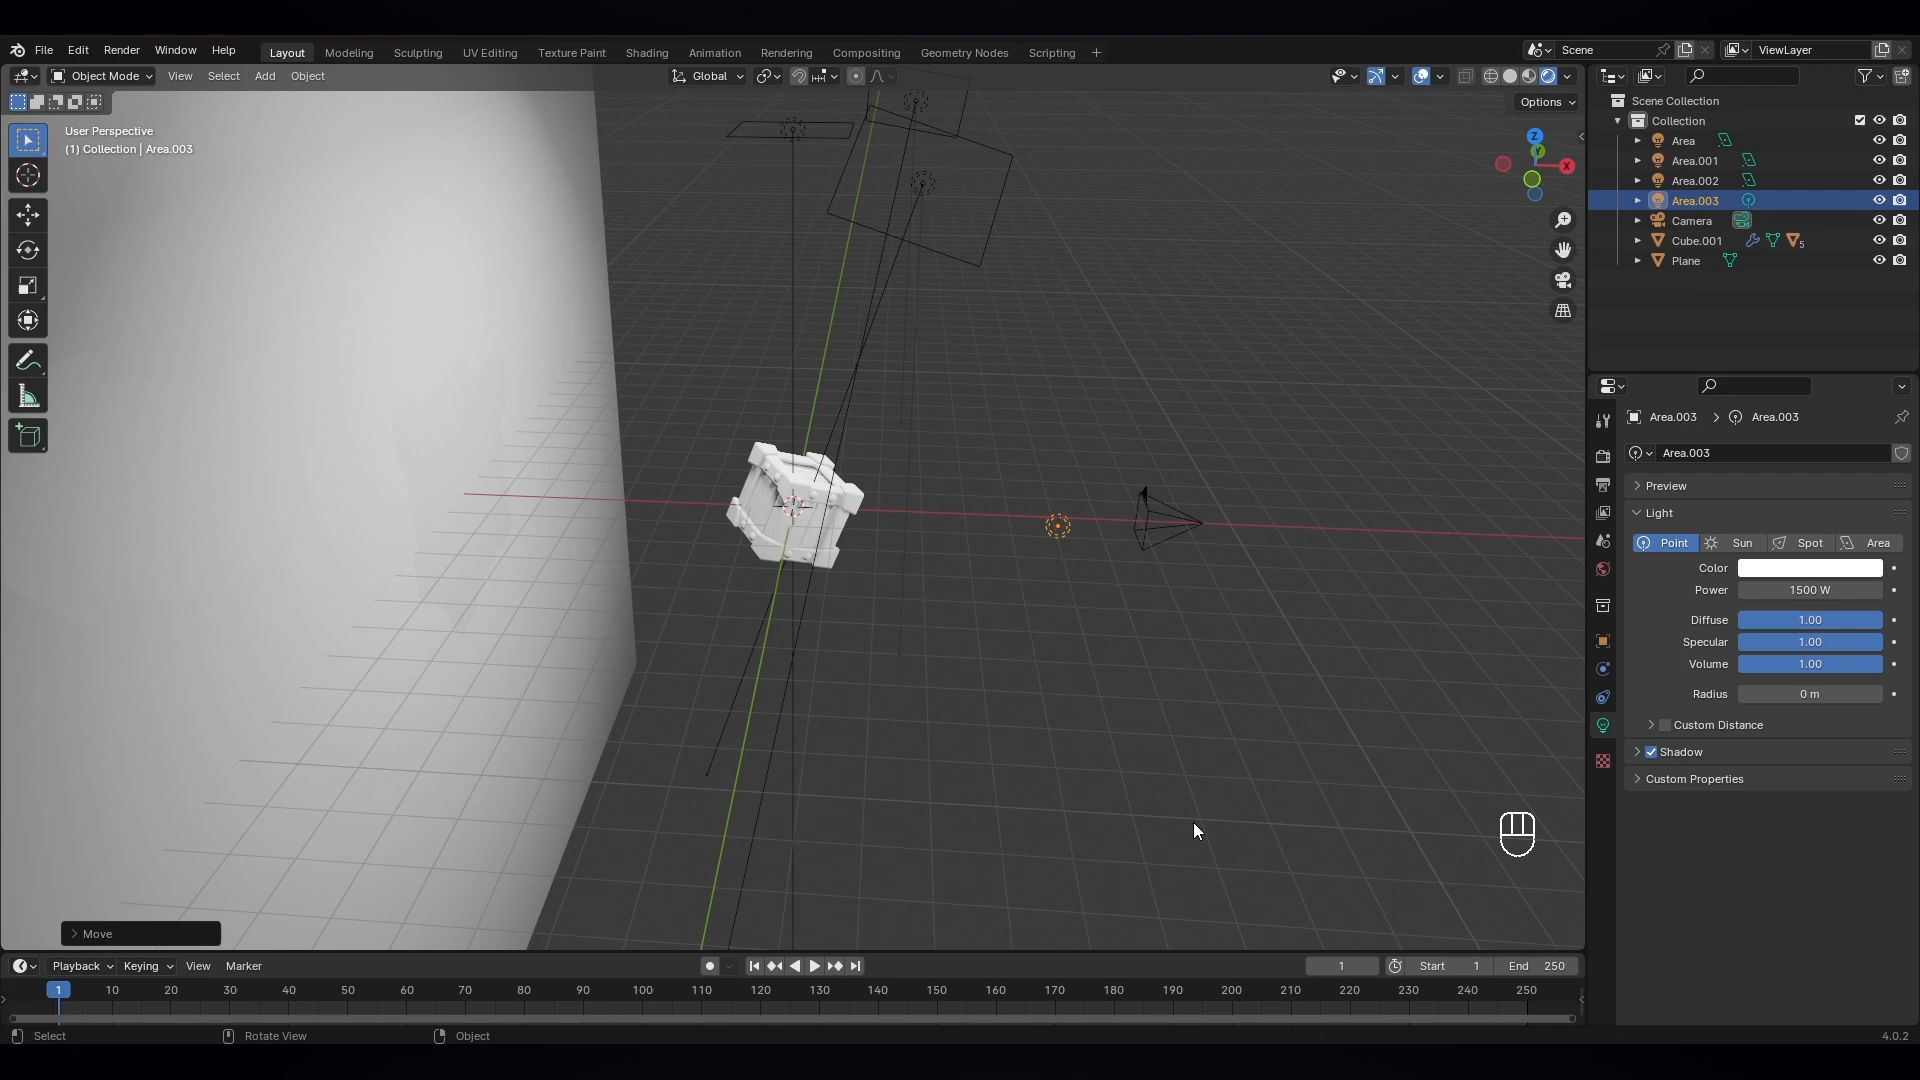 File Edit Render Window Help Layout Modeling Sculpting UV Editing Texture Paint Shading Animation Rendering Compositing Geometry Nodes Scripting + Scene ViewLayer
Object Mode View Select Add Object Global
Options
User Perspective
(1) Collection | Area.003
Z
Y
X
Scene Collection
Collection
Area
Area.001
Area.002
Area.003
Camera
Cube.001 5
Plane
Area.003 > Area.003
Area.003
Preview
Light
Point Sun Spot Area
Color
Power 1500 W
Diffuse 1.00
Specular 1.00
Volume 1.00
Radius 0 m
Custom Distance
Shadow
Custom Properties
Move
Playback Keying View Marker 1 Start 1 End 250
1 10 20 30 40 50 60 70 80 90 100 110 120 130 140 150 160 170 180 190 200 210 220 230 240 250
Select Rotate View Object 4.0.2